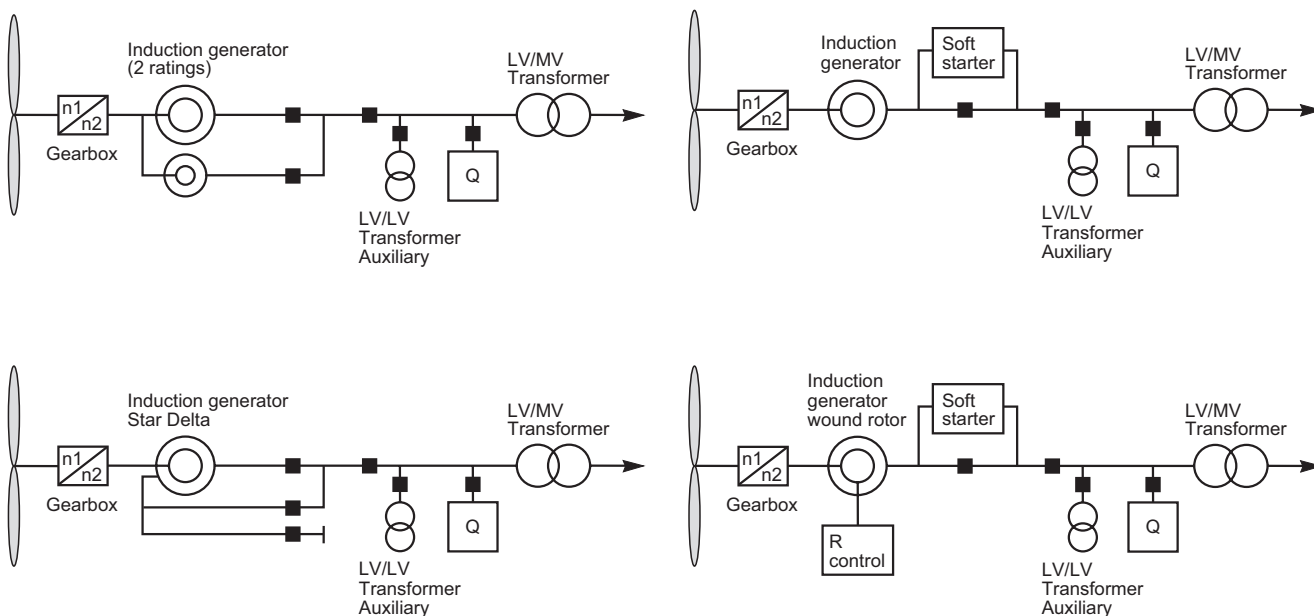 Induction generator
(2 ratings)
LV/MV
Transformer
n1
n2
Gearbox
Q
LV/LV
Transformer
Auxiliary
Induction
generator
Soft
starter
LV/MV
Transformer
n1
n2
Gearbox
Q
LV/LV
Transformer
Auxiliary
Induction generator
Star Delta
LV/MV
Transformer
n1
n2
Gearbox
Q
LV/LV
Transformer
Auxiliary
Induction
generator
wound rotor
Soft
starter
LV/MV
Transformer
n1
n2
Gearbox
R
control
Q
LV/LV
Transformer
Auxiliary